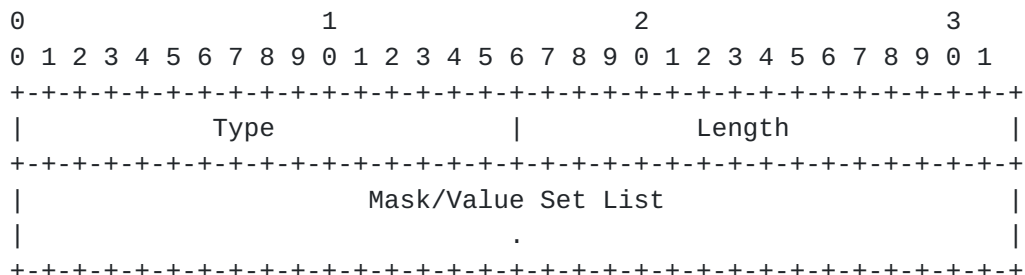 0                   1                   2                   3
0 1 2 3 4 5 6 7 8 9 0 1 2 3 4 5 6 7 8 9 0 1 2 3 4 5 6 7 8 9 0 1
+-+-+-+-+-+-+-+-+-+-+-+-+-+-+-+-+-+-+-+-+-+-+-+-+-+-+-+-+-+-+-+-+
|            Type               |           Length              |
+-+-+-+-+-+-+-+-+-+-+-+-+-+-+-+-+-+-+-+-+-+-+-+-+-+-+-+-+-+-+-+-+
|                      Mask/Value Set List                      |
|                               .                               |
+-+-+-+-+-+-+-+-+-+-+-+-+-+-+-+-+-+-+-+-+-+-+-+-+-+-+-+-+-+-+-+-+